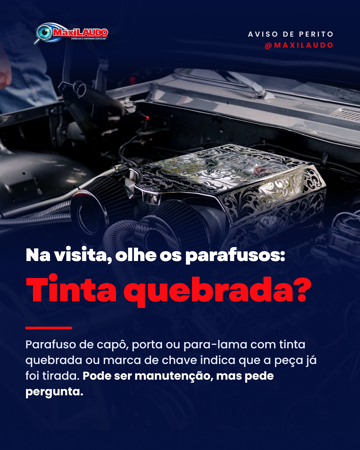 MaxiLAUDO
AVISO DE PERITO
@MAXILAUDO
Na visita, olhe os parafusos:
Tinta quebrada?
Parafuso de capô, porta ou para-lama com tinta
quebrada ou marca de chave indica que a peça já
foi tirada. Pode ser manutenção, mas pede
pergunta.